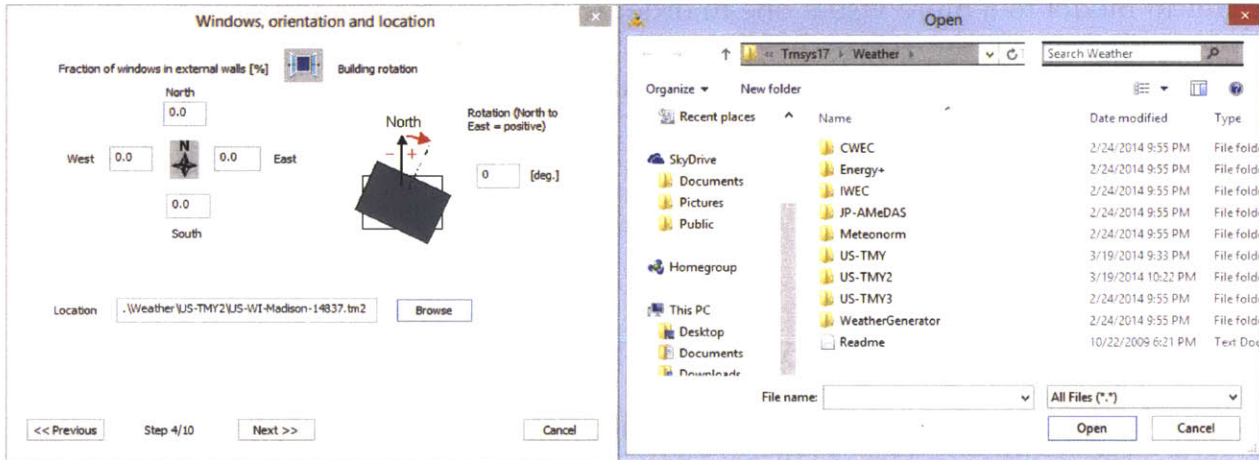 Windows, orientation and location
x
Fraction of windows in external walls [%]
Building rotation
North
0.0
West
0.0
N
0.0
East
0.0
South
North
- +
Rotation (North to
East = positive)
0
[deg.]
Location
.\Weather\US-TMY2\US-WI-Madison-14837.tm2
Browse
<< Previous
Step 4/10
Next >>
Cancel
Open
x
« Trnsys17 Weather
Search Weather
Organize
New folder
Recent places
SkyDrive
Documents
Pictures
Public
Homegroup
This PC
Desktop
Documents
Downloads
Name Date modified Type
CWEC 2/24/2014 9:55 PM File folde
Energy+ 2/24/2014 9:55 PM File folde
IWEC 2/24/2014 9:55 PM File folde
JP-AMeDAS 2/24/2014 9:55 PM File folde
Meteonorm 2/24/2014 9:55 PM File folde
US-TMY 3/19/2014 9:33 PM File folde
US-TMY2 3/19/2014 10:22 PM File folde
US-TMY3 2/24/2014 9:55 PM File folde
WeatherGenerator 2/24/2014 9:55 PM File folde
Readme 10/22/2009 6:21 PM Text Doc
File name:
All Files (*.*)
Open
Cancel